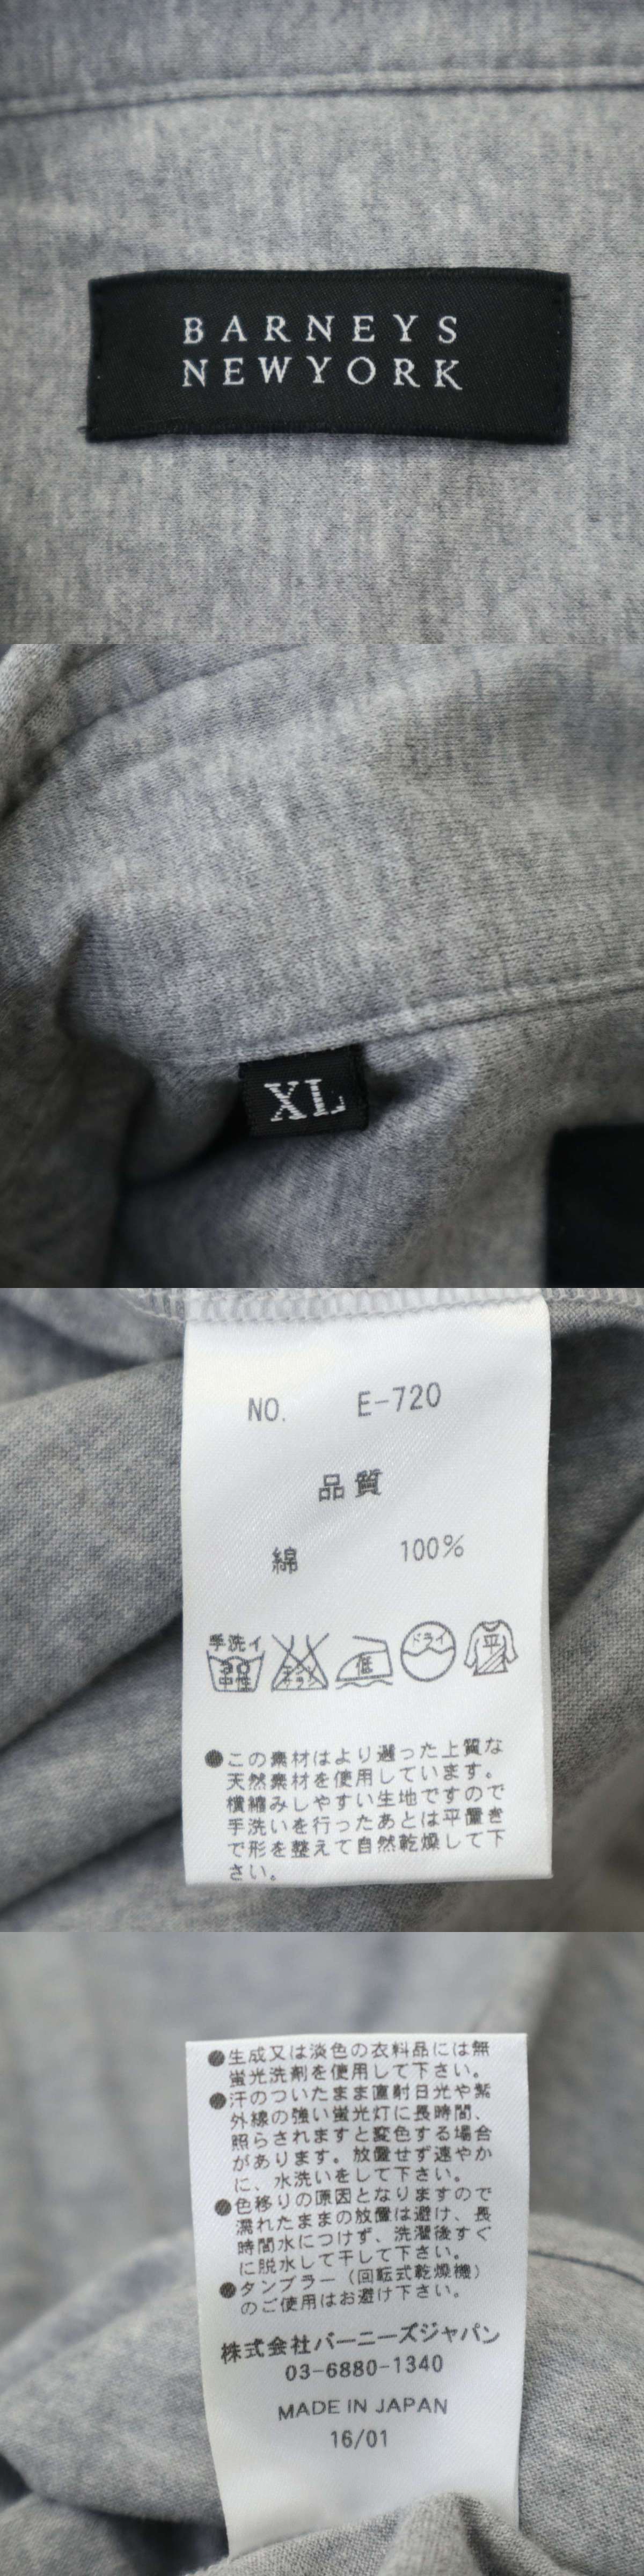 BARNEYS
NEWYORK
XL
NO. E-720
品質
綿 100%
手洗イ
中性
エンソ
サラシ
低
ドライ
平
●この素材はより選った上質な
天然素材を使用しています。
横縮みしやすい生地ですので
手洗いを行ったあとは平置き
で形を整えて自然乾燥して下
さい。
●生成又は淡色の衣料品には無
蛍光洗剤を使用して下さい。
●汗のついたまま直射日光や紫
外線の強い蛍光灯に長時間、
照らされますと変色する場合
があります。放置せず速やか
に、水洗いをして下さい。
●色移りの原因となりますので
濡れたままの放置は避け、長
時間水につけず、洗濯後すぐ
に脱水して干して下さい。
●タンブラー（回転式乾燥機）
のご使用はお避け下さい。
株式会社バーニーズジャパン
03-6880-1340
MADE IN JAPAN
16/01